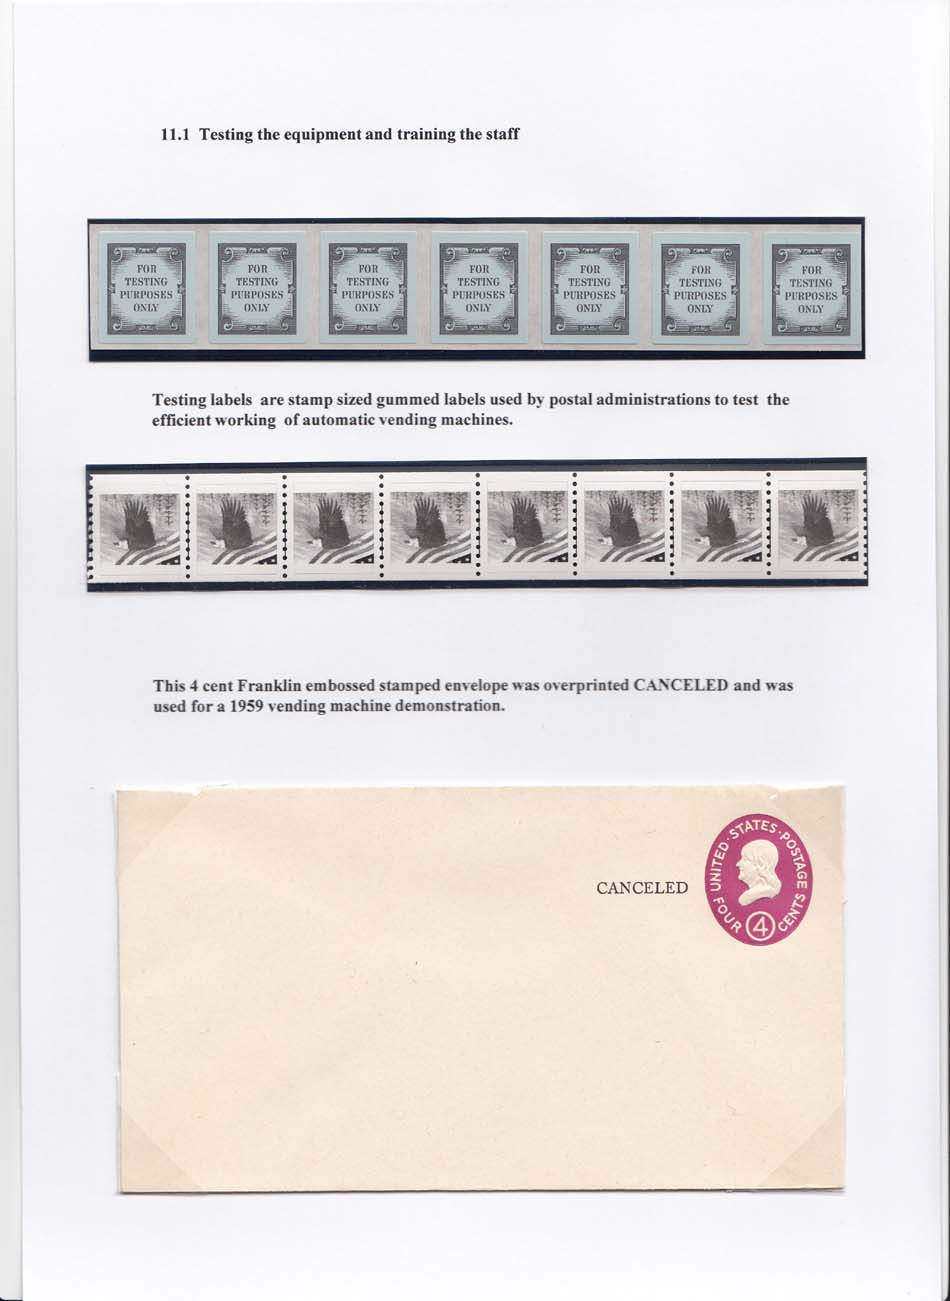 11.1 Testing the equipment and training the staff
FOR FOR FOR FOR FOR FOR FOR
TESTING TESTING TESTING TESTING TESTING TESTING TESTING
PURPOSES PURPOSES PURPOSES PURPOSES PURPOSES PURPOSES PURPOSES
ONLY ONLY ONLY ONLY ONLY ONLY ONLY
Testing labels are stamp sized gummed labels used by postal administrations to test the
efficient working of automatic vending machines.
This 4 cent Franklin embossed stamped envelope was overprinted CANCELED and was
used for a 1959 vending machine demonstration.
CANCELED
UNITED·STATES·POSTAGE
FOUR 4 CENTS